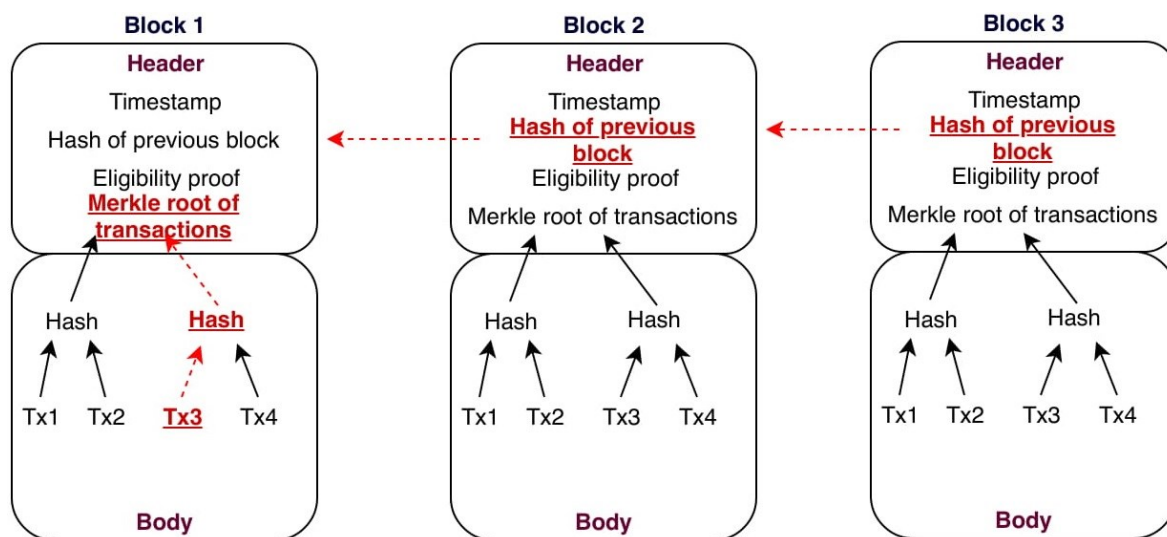 Block 1
Header
Timestamp
Hash of previous block
Eligibility proof
Merkle root of
transactions
Hash
Hash
Tx1
Tx2
Tx3
Tx4
Body
Block 2
Header
Timestamp
Hash of previous
block
Eligibility proof
Merkle root of transactions
Hash
Hash
Tx1
Tx2
Tx3
Tx4
Body
Block 3
Header
Timestamp
Hash of previous
block
Eligibility proof
Merkle root of transactions
Hash
Hash
Tx1
Tx2
Tx3
Tx4
Body